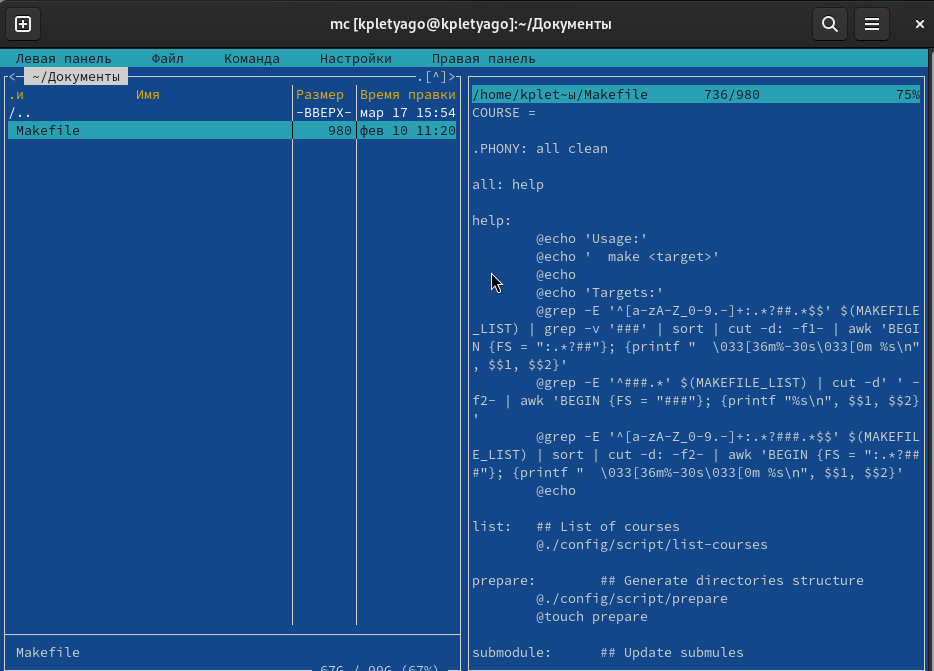 mc [kpletyago@kpletyago]:~/Документы
Левая панель Файл Команда Настройки Правая панель
<— ~/Документы .[^]>
.и Имя Размер Время правки
/.. -ВВЕРХ- мар 17 15:54
Makefile 980 фев 10 11:20
Makefile
67G / 99G (67%)
/home/kplet~ы/Makefile 736/980 75%
COURSE =
.PHONY: all clean
all: help
help:
@echo 'Usage:'
@echo '  make <target>'
@echo
@echo 'Targets:'
@grep -E '^[a-zA-Z_0-9.-]+:.*?##.*$$' $(MAKEFILE
_LIST) | grep -v '###' | sort | cut -d: -f1- | awk 'BEGI
N {FS = ":.*?##"}; {printf "  \033[36m%-30s\033[0m %s\n"
, $$1, $$2}'
@grep -E '^###.*' $(MAKEFILE_LIST) | cut -d' ' -
f2- | awk 'BEGIN {FS = "###"}; {printf "%s\n", $$1, $$2}
'
@grep -E '^[a-zA-Z_0-9.-]+:.*?###.*$$' $(MAKEFIL
E_LIST) | sort | cut -d: -f2- | awk 'BEGIN {FS = ":.*?##
#"}; {printf "  \033[36m%-30s\033[0m %s\n", $$1, $$2}'
@echo
list:   ## List of courses
@./config/script/list-courses
prepare:        ## Generate directories structure
@./config/script/prepare
@touch prepare
submodule:      ## Update submules